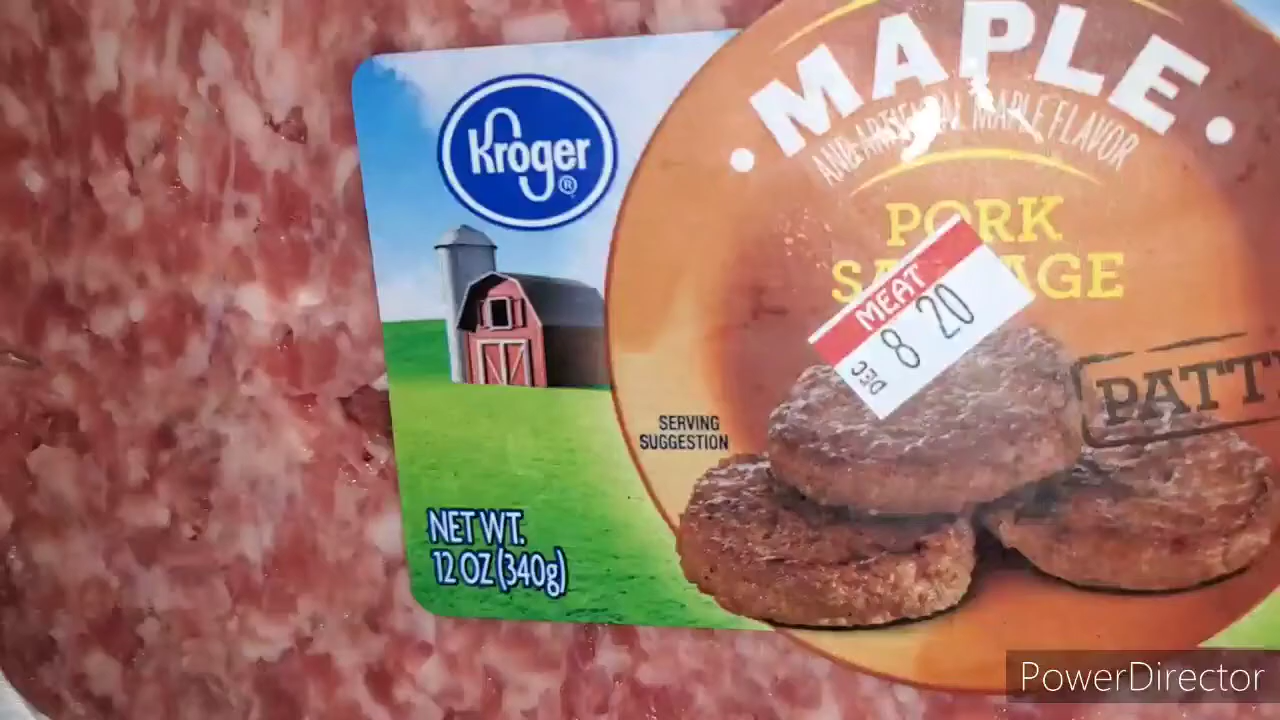 Kroger®
MAPLE
AND ARTIFICIAL MAPLE FLAVOR
PORK
MEAT
DEC 8 20
SERVING
SUGGESTION
NET WT.
12 OZ (340g)
PowerDirector